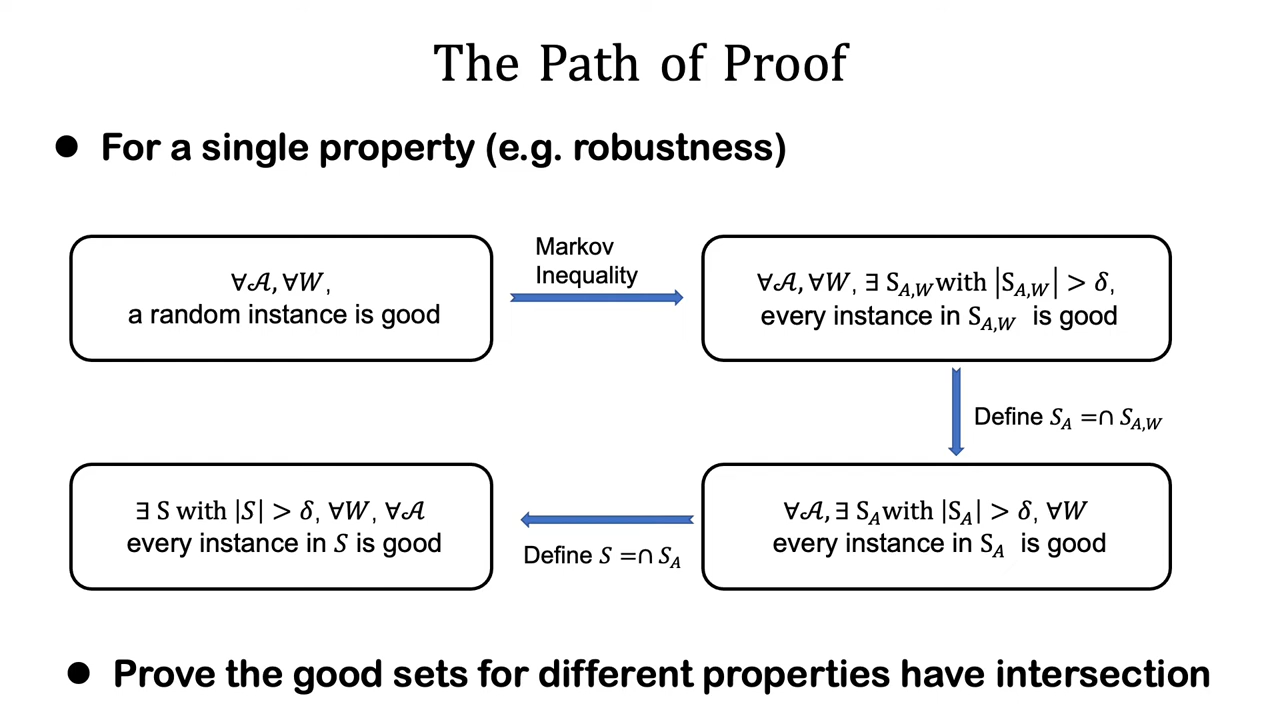 The Path of Proof
● For a single property (e.g. robustness)
∀𝒜, ∀W,
a random instance is good
Markov
Inequality
∀𝒜, ∀W, ∃ S_{A,W} with |S_{A,W}| > δ,
every instance in S_{A,W} is good
Define S_A =∩ S_{A,W}
∀𝒜, ∃ S_A with |S_A| > δ, ∀W
every instance in S_A is good
Define S =∩ S_A
∃ S with |S| > δ, ∀W, ∀𝒜
every instance in S is good
● Prove the good sets for different properties have intersection